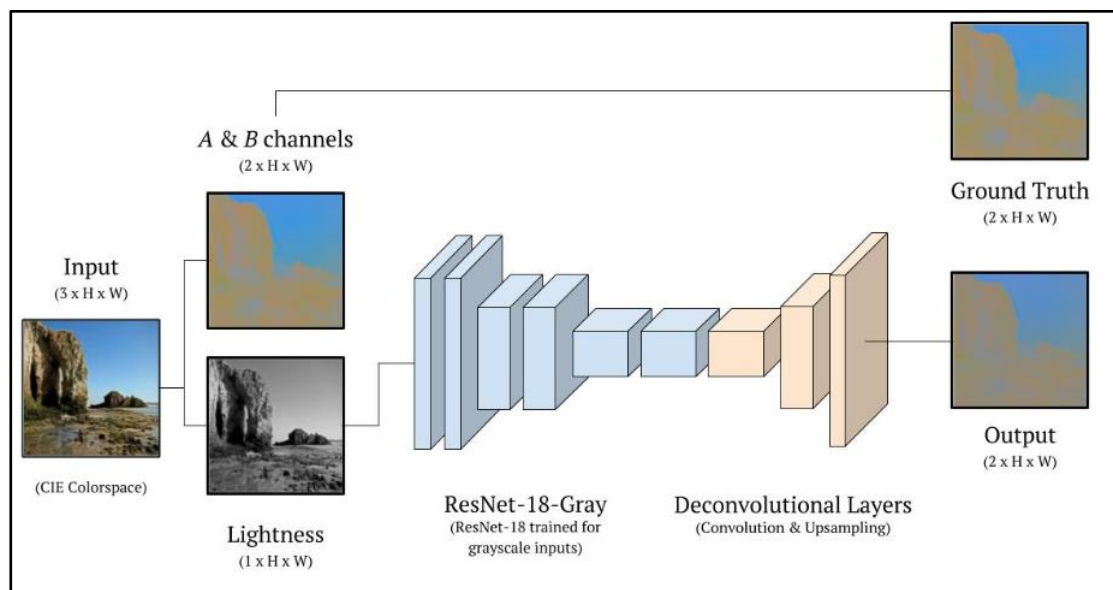 A & B channels
(2 x H x W)
Ground Truth
(2 x H x W)
Input
(3 x H x W)
(CIE Colorspace)
Lightness
(1 x H x W)
ResNet-18-Gray
(ResNet-18 trained for
grayscale inputs)
Deconvolutional Layers
(Convolution & Upsampling)
Output
(2 x H x W)